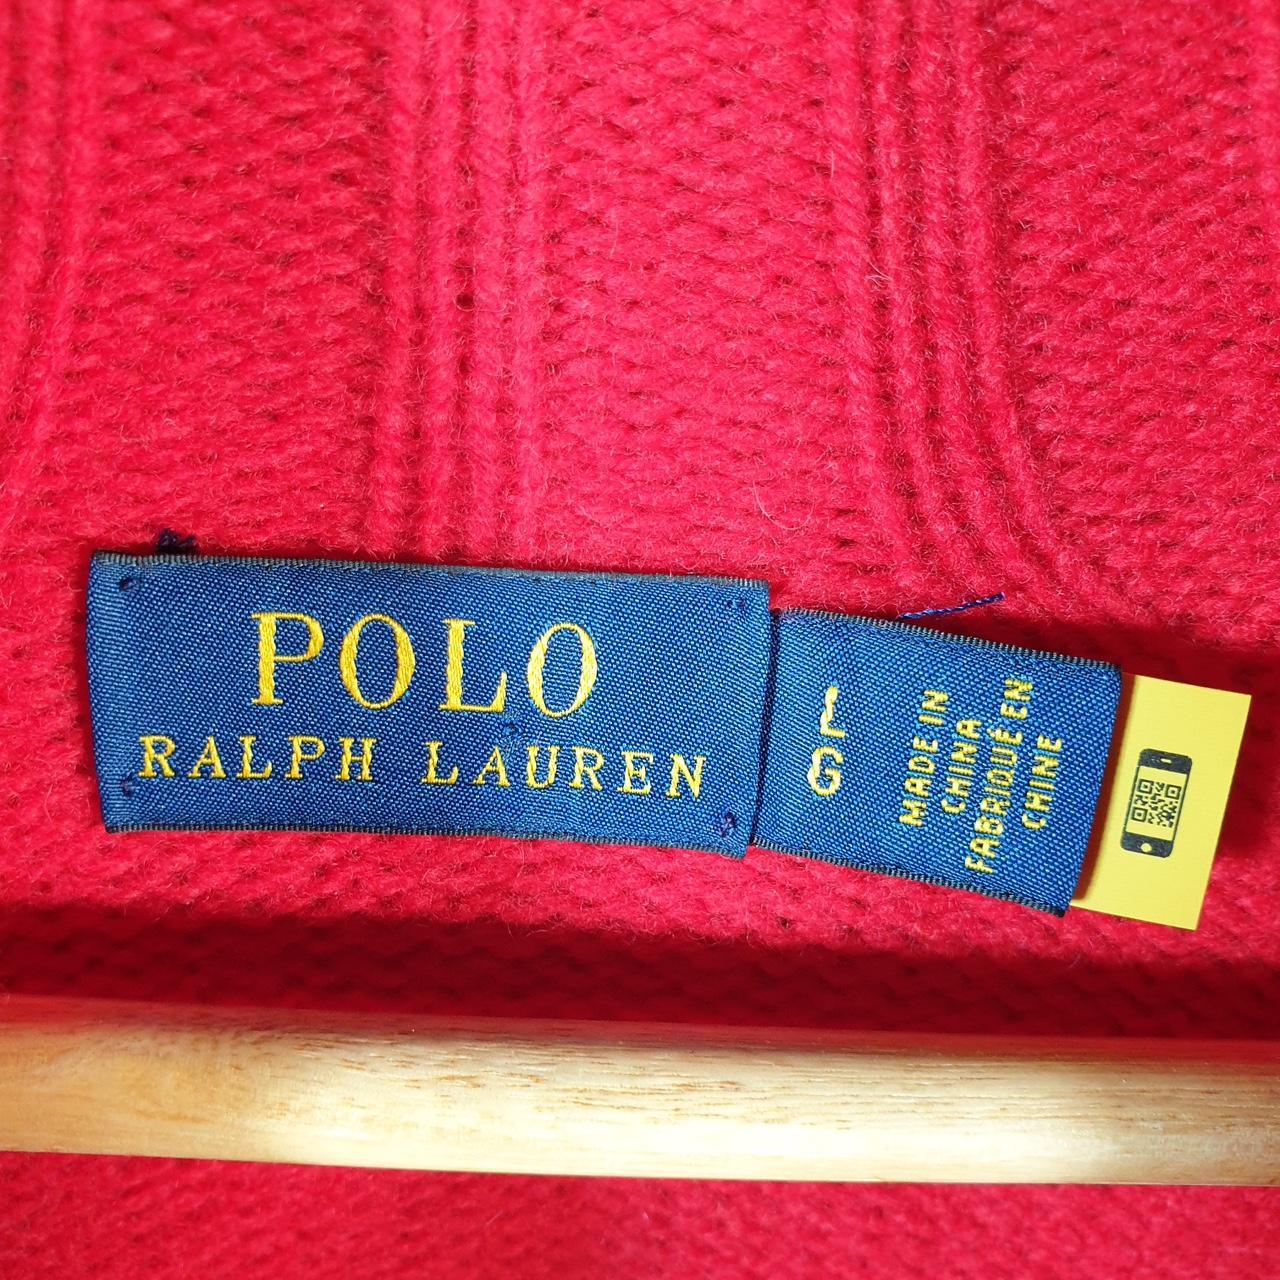 POLO
RALPH LAUREN
L
G
MADE IN
CHINA
FABRIQUÉ EN
CHINE